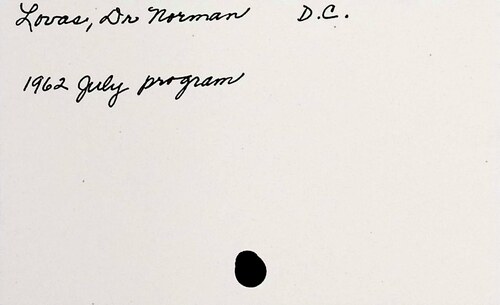 Lovas, Dr Norman D.C.
1962 July program